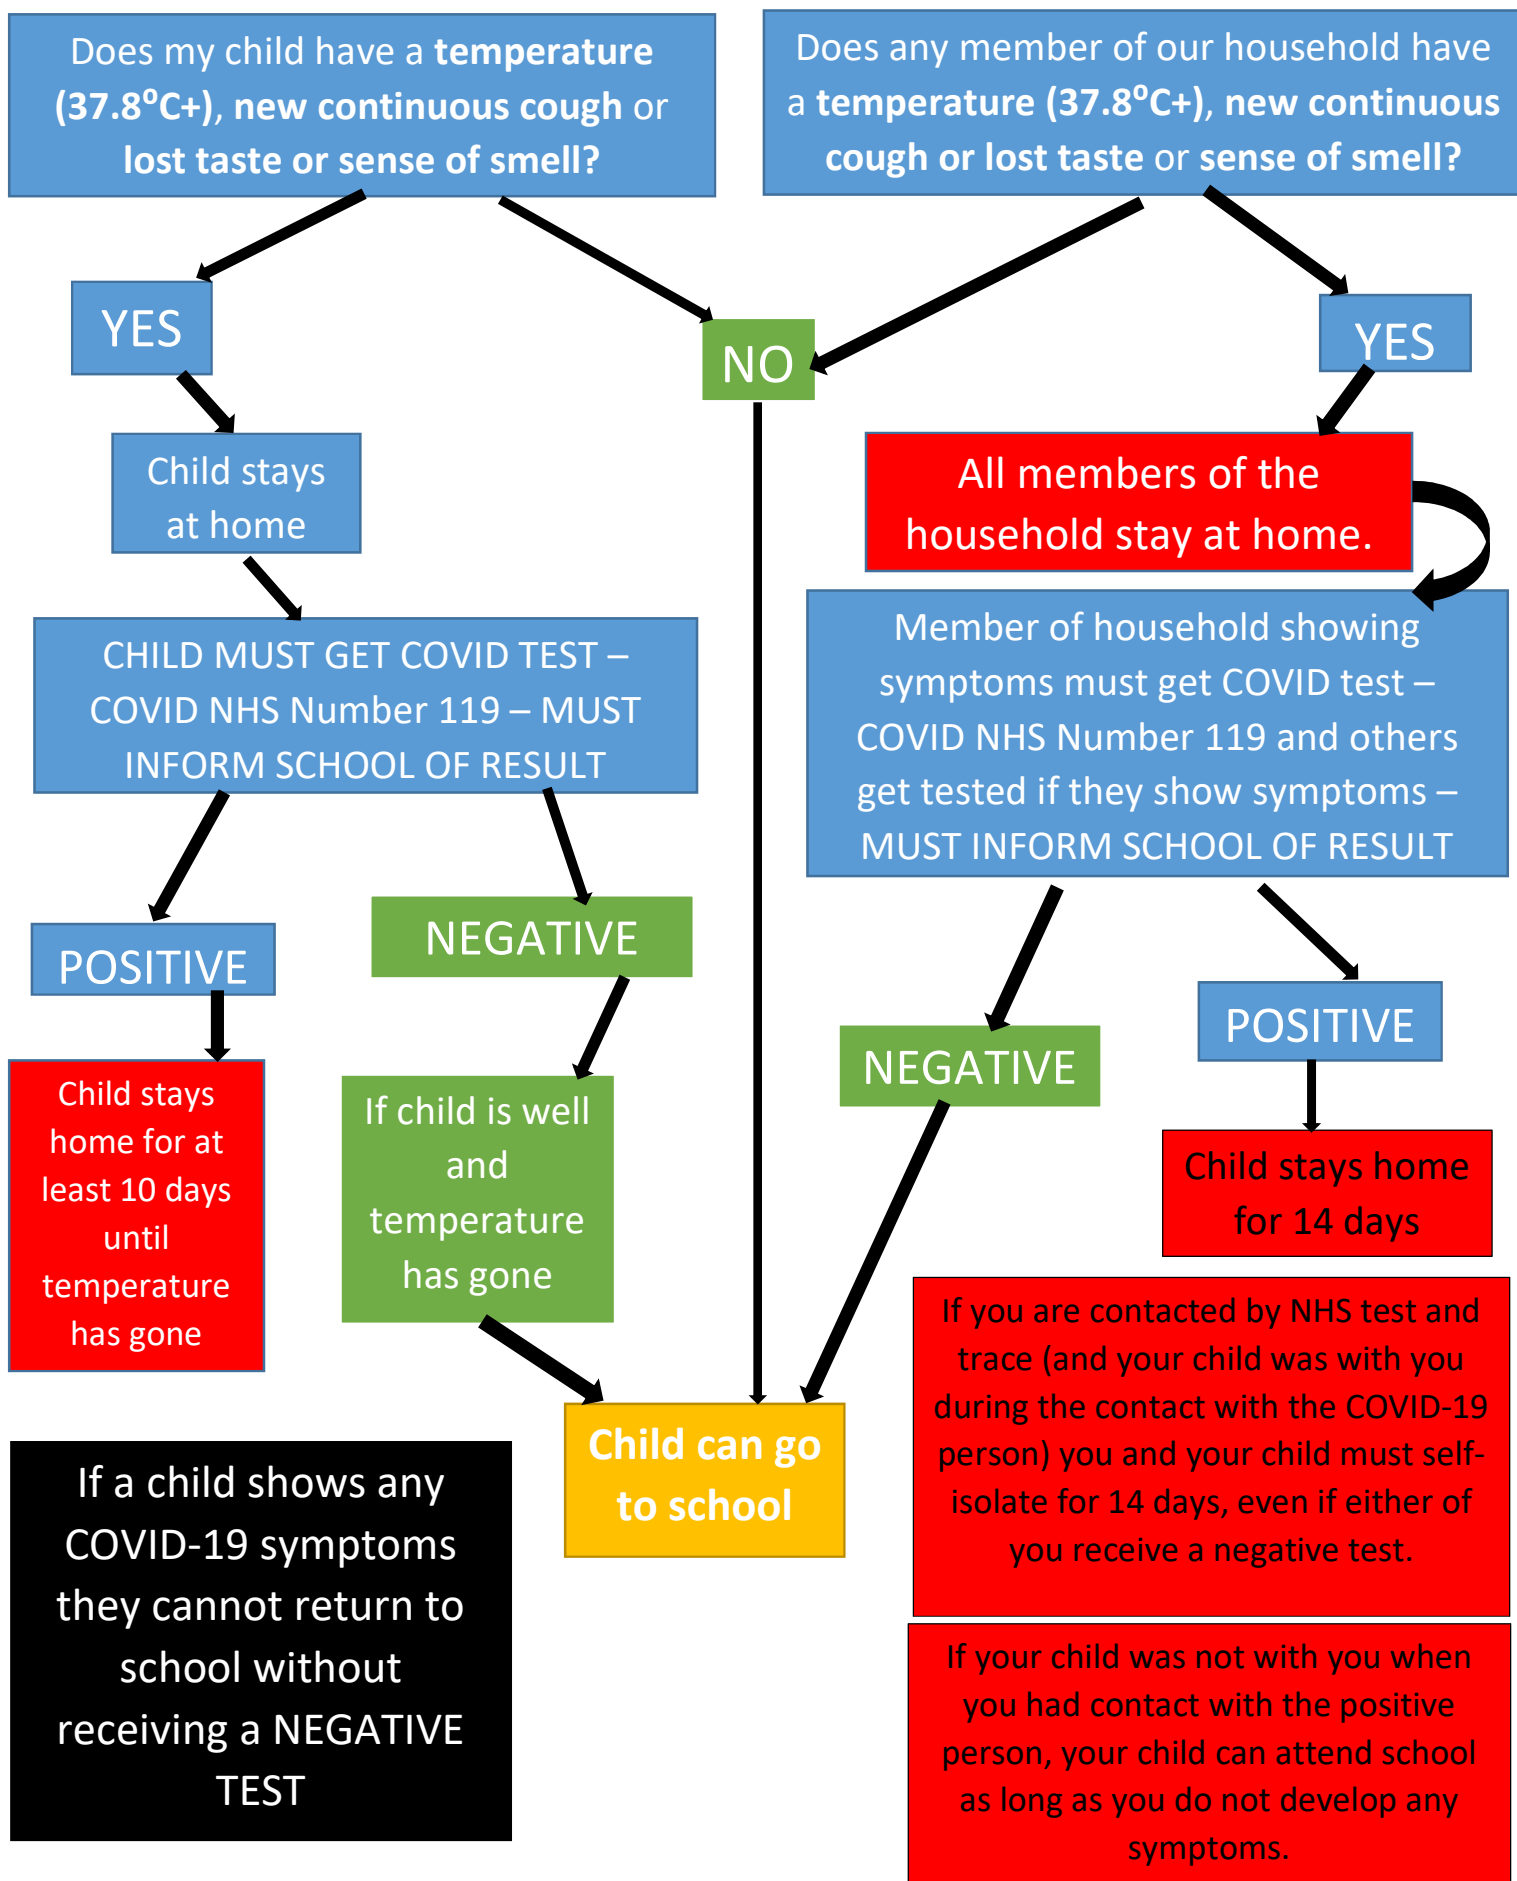 Does my child have a temperature
(37.8⁰C+), new continuous cough or
lost taste or sense of smell?
Does any member of our household have
a temperature (37.8⁰C+), new continuous
cough or lost taste or sense of smell?
YES
NO
YES
Child stays
at home
All members of the
household stay at home.
CHILD MUST GET COVID TEST –
COVID NHS Number 119 – MUST
INFORM SCHOOL OF RESULT
Member of household showing
symptoms must get COVID test –
COVID NHS Number 119 and others
get tested if they show symptoms –
MUST INFORM SCHOOL OF RESULT
POSITIVE
NEGATIVE
NEGATIVE
POSITIVE
Child stays
home for at
least 10 days
until
temperature
has gone
If child is well
and
temperature
has gone
Child stays home
for 14 days
If you are contacted by NHS test and
trace (and your child was with you
during the contact with the COVID-19
person) you and your child must self-
isolate for 14 days, even if either of
you receive a negative test.
Child can go
to school
If a child shows any
COVID-19 symptoms
they cannot return to
school without
receiving a NEGATIVE
TEST
If your child was not with you when
you had contact with the positive
person, your child can attend school
as long as you do not develop any
symptoms.